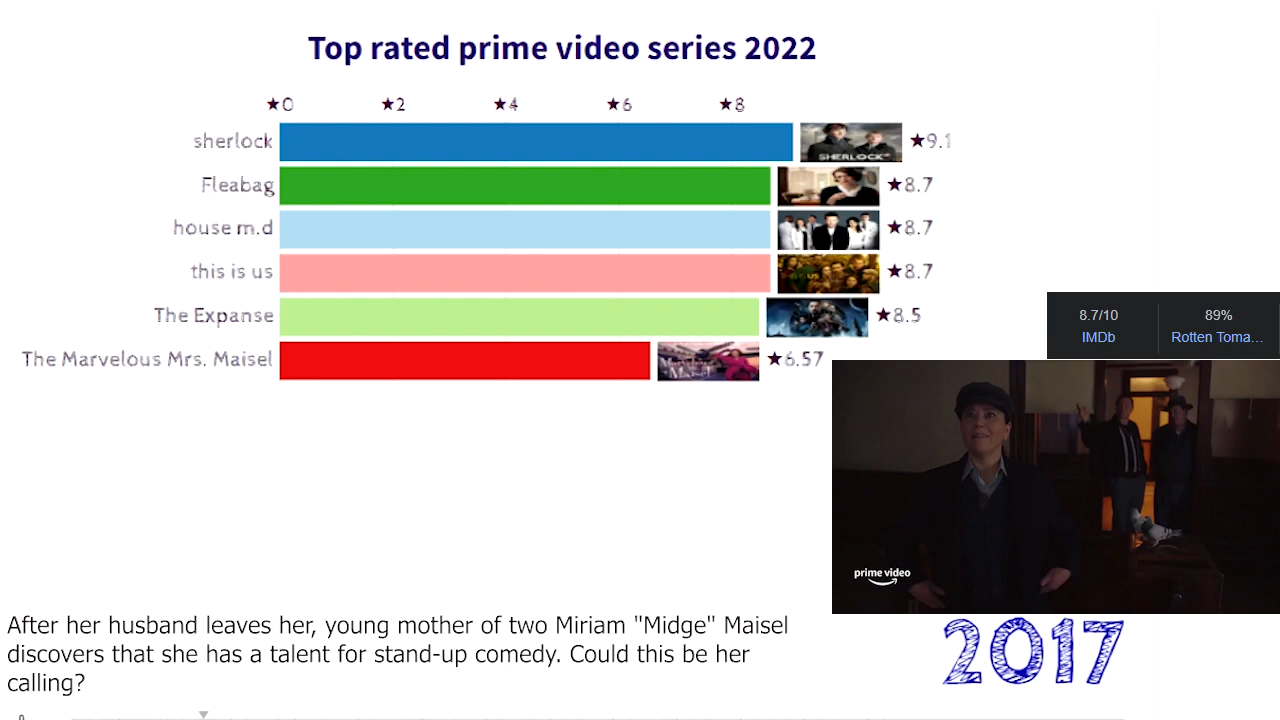 Top rated prime video series 2022
★0 ★2 ★4 ★6 ★8
sherlock ★9.1
Fleabag ★8.7
house m.d ★8.7
this is us ★8.7
The Expanse ★8.5
The Marvelous Mrs. Maisel ★6.57
SHERLOCK
8.7/10 89%
IMDb Rotten Toma...
prime video
After her husband leaves her, young mother of two Miriam "Midge" Maisel
discovers that she has a talent for stand-up comedy. Could this be her
calling?
2017